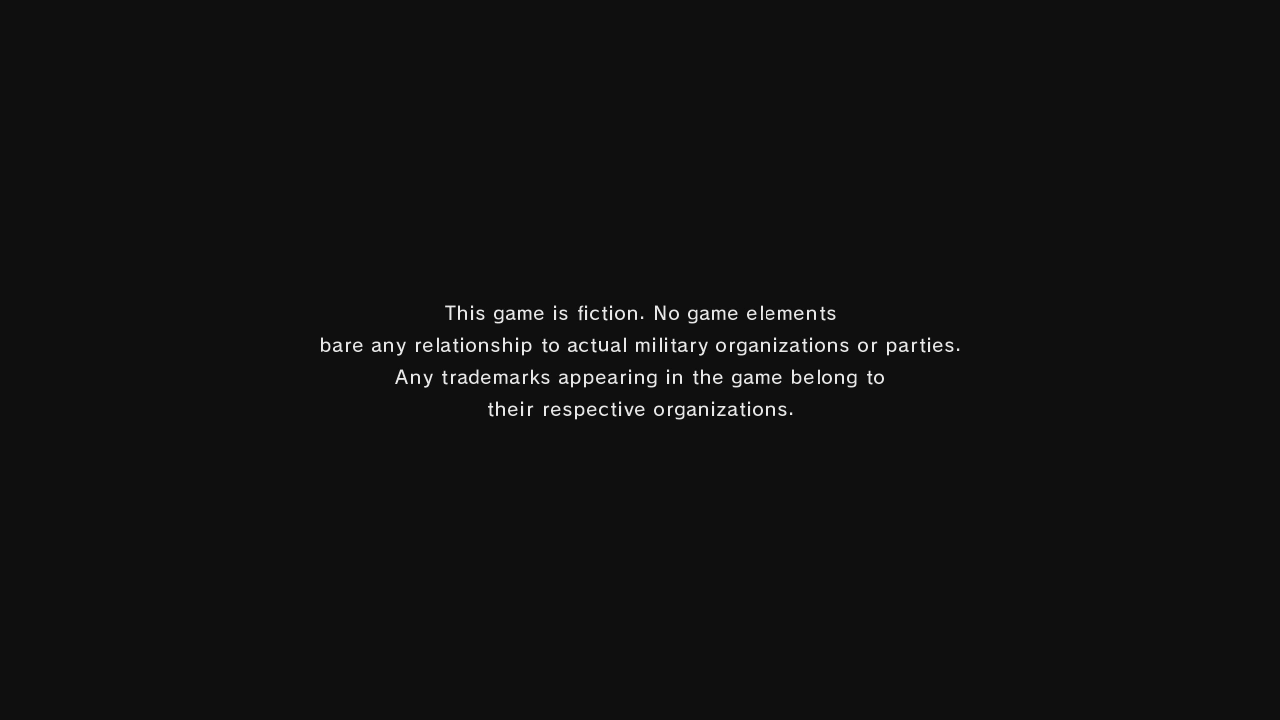 This game is fiction. No game elements
bare any relationship to actual military organizations or parties.
Any trademarks appearing in the game belong to
their respective organizations.